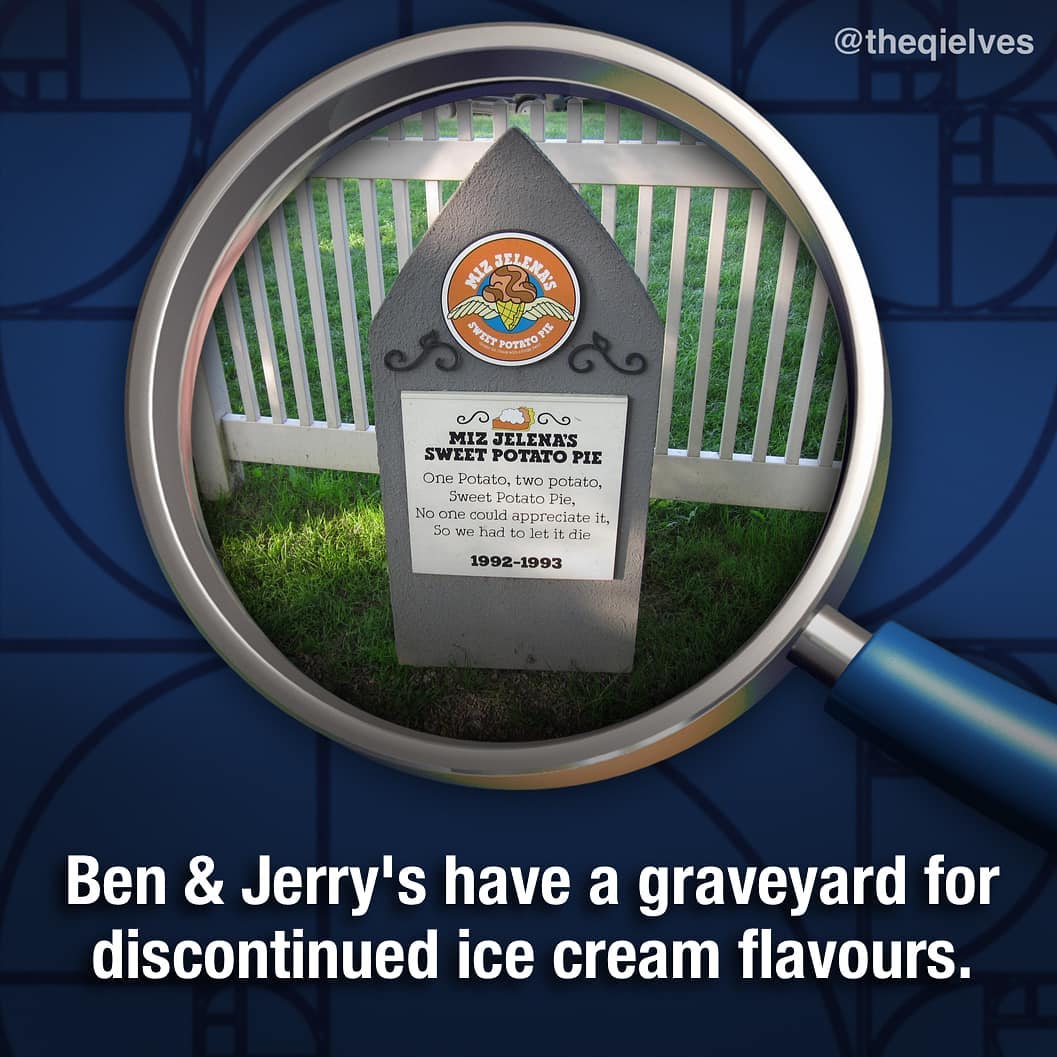 @theqielves
MIZ JELENA'S
SWEET POTATO PIE
MIZ JELENA'S
SWEET POTATO PIE
One Potato, two potato,
Sweet Potato Pie,
No one could appreciate it,
So we had to let it die
1992-1993
Ben & Jerry's have a graveyard for
discontinued ice cream flavours.